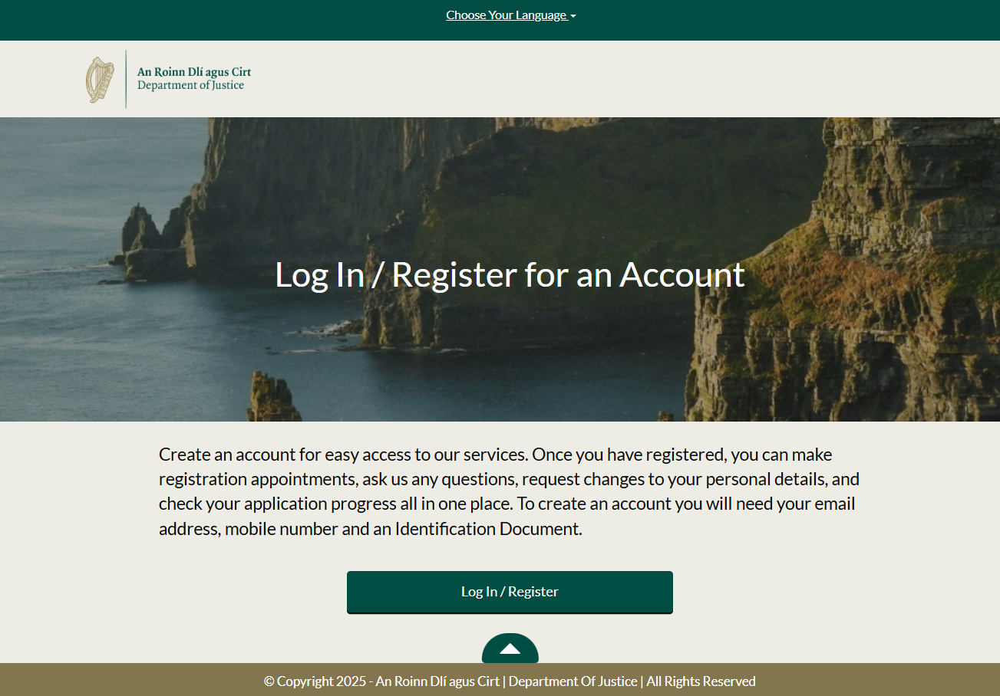 Choose Your Language
An Roinn Dlí agus Cirt
Department of Justice
Log In / Register for an Account
Create an account for easy access to our services. Once you have registered, you can make
registration appointments, ask us any questions, request changes to your personal details, and
check your application progress all in one place. To create an account you will need your email
address, mobile number and an Identification Document.
Log In / Register
© Copyright 2025 - An Roinn Dlí agus Cirt | Department Of Justice | All Rights Reserved